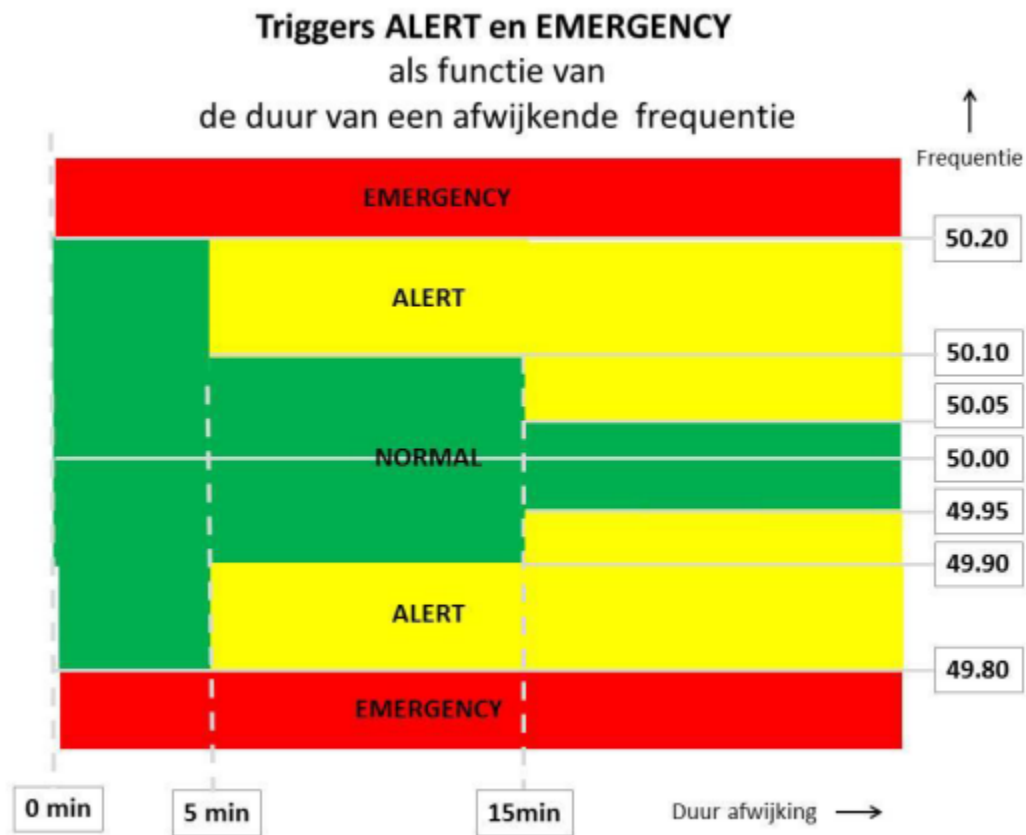 Triggers ALERT en EMERGENCY
als functie van
de duur van een afwijkende frequentie
Frequentie
EMERGENCY
50.20
ALERT
50.10
50.05
NORMAL
50.00
49.95
49.90
ALERT
49.80
EMERGENCY
0 min
5 min
15min
Duur afwijking